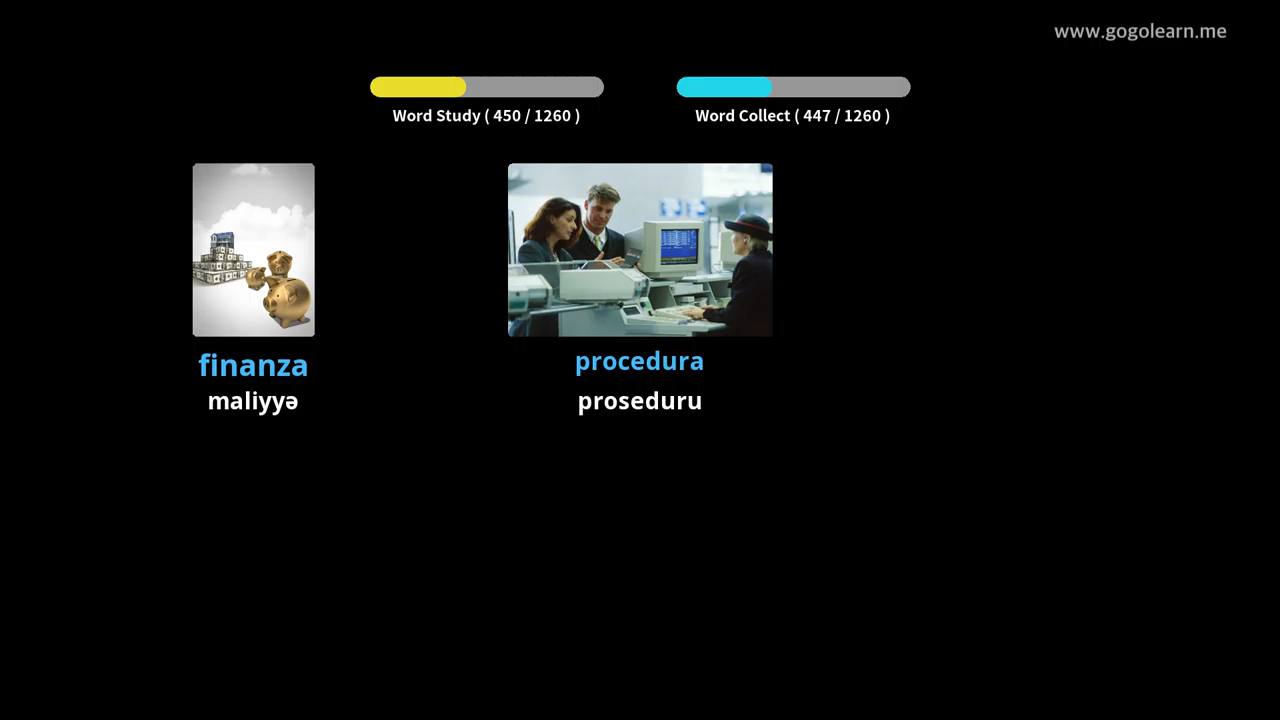 www.gogolearn.me
Word Study ( 450 / 1260 )
Word Collect ( 447 / 1260 )
finanza
maliyyə
procedura
proseduru